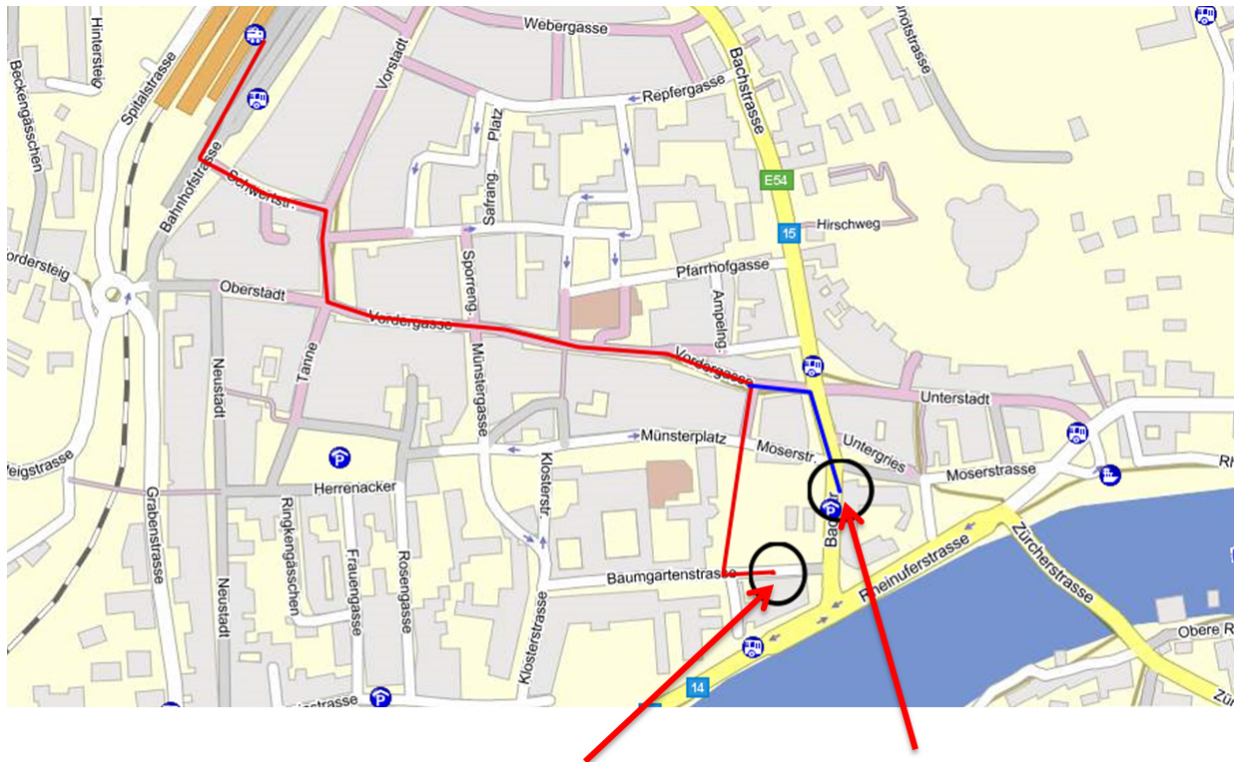 Hintersteig
Beckengässchen
Spitalstrasse
Bahnhofstrasse
Vorstadt
Webergasse
Repfergasse
Bachstrasse
Platz
Safrang.
E54
15
Hirschweg
Schwertstr.
Sporreng.
Pfarrhofgasse
Ampelng.
Oberstadt
Vordergasse
Vordergasse
Tanne
Neustadt
Münstergasse
Unterstadt
Untergries
Münsterplatz
Moserstr.
Moserstrasse
P
Herrenacker
Klosterstr.
P
Grabenstrasse
Ringkengässchen
Frauengasse
Rosengasse
Neustadt
Baumgartenstrasse
Klosterstrasse
Rheinuferstrasse
Zürcherstrasse
Obere R
14
P